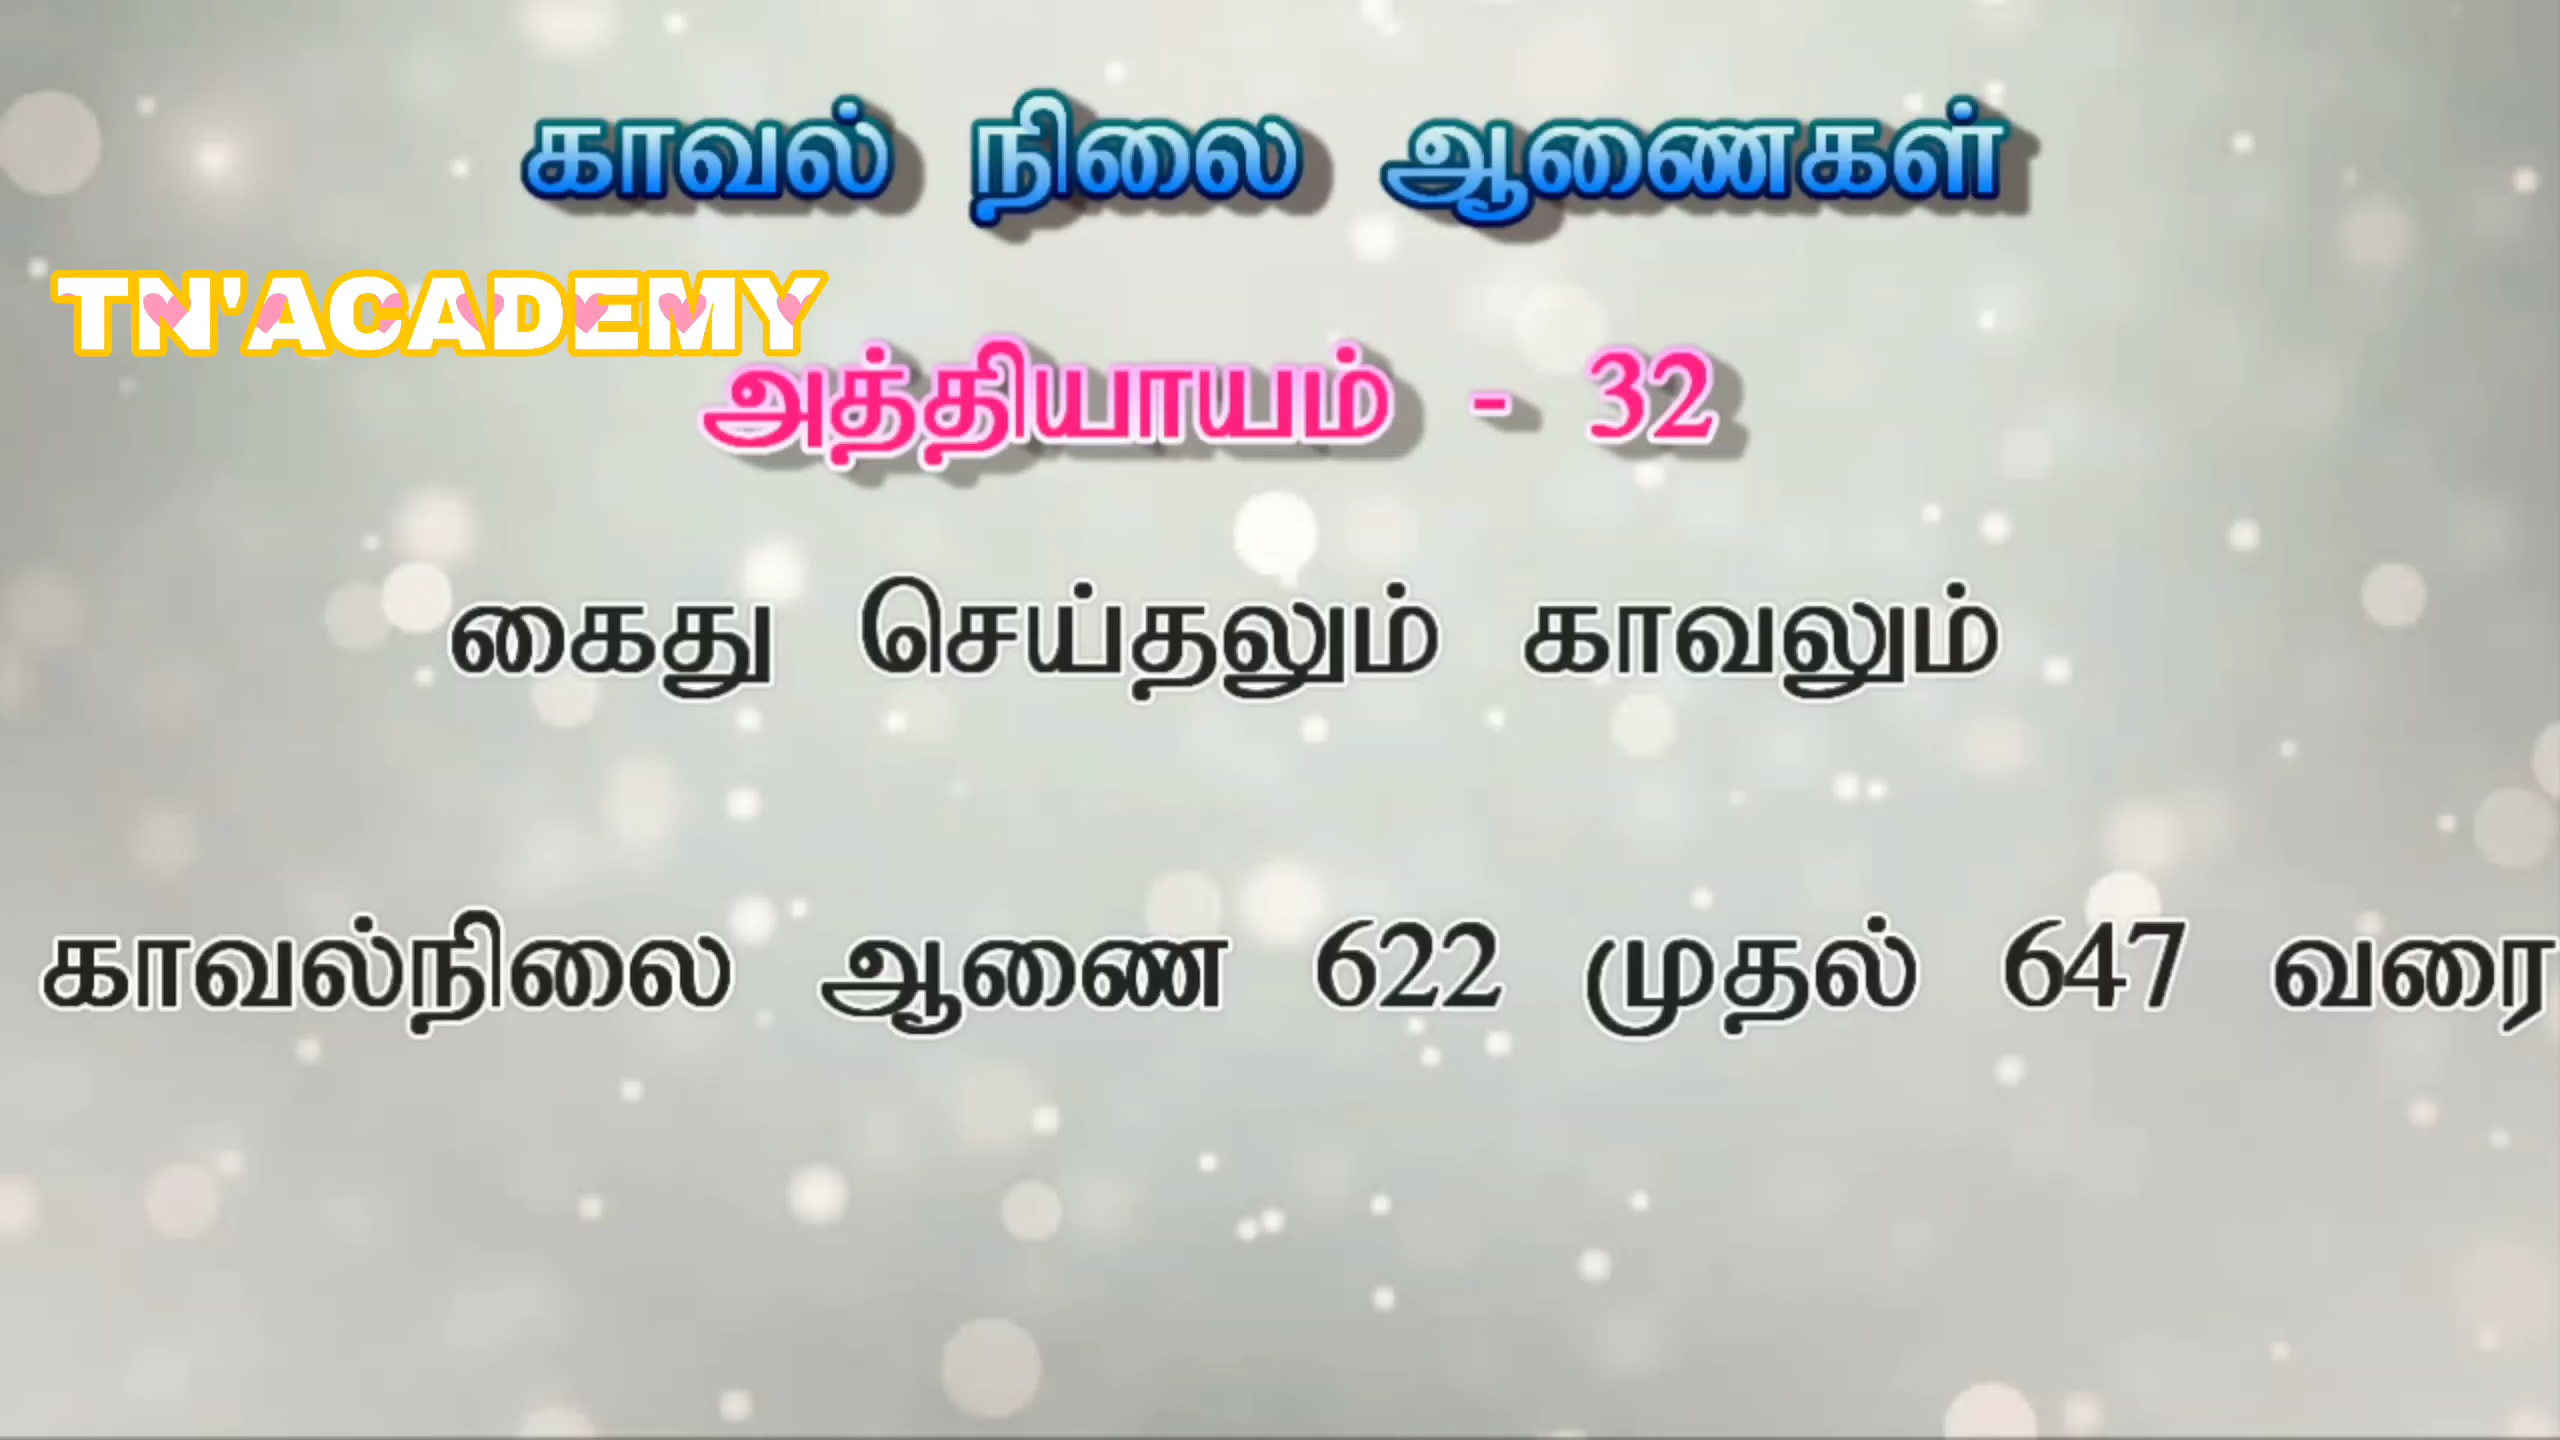 காவல் நிலை ஆணைகள்
TN'ACADEMY
அத்தியாயம் - 32
கைது செய்தலும் காவலும்
காவல்நிலை ஆணை 622 முதல் 647 வரை